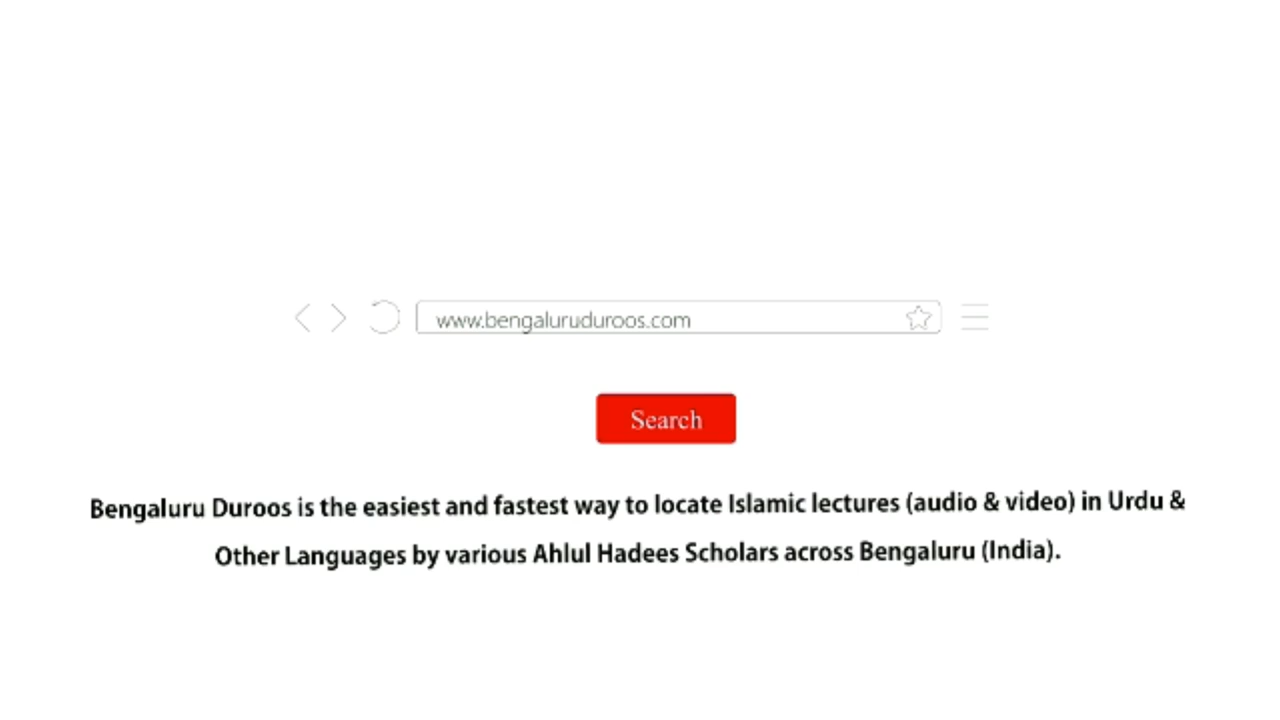 www.bengaluruduroos.com
Search
Bengaluru Duroos is the easiest and fastest way to locate Islamic lectures (audio & video) in Urdu &
Other Languages by various Ahlul Hadees Scholars across Bengaluru (India).